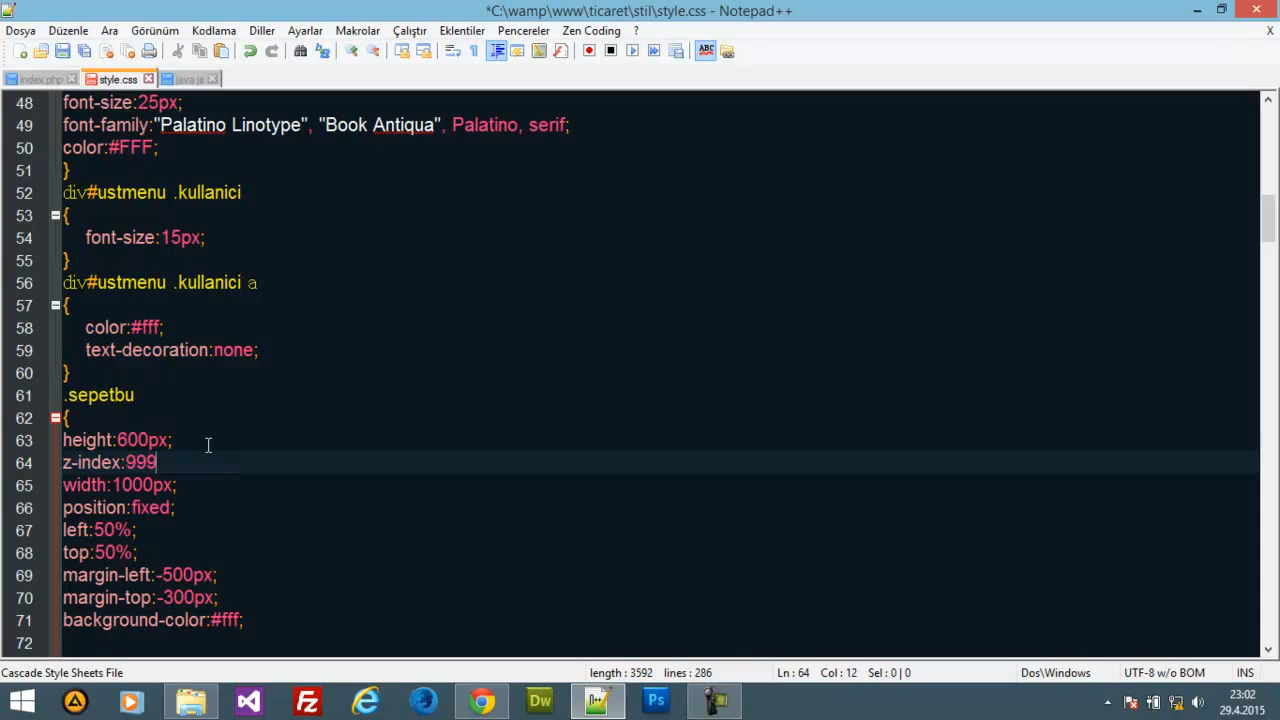 *C:\wamp\www\ticaret\stil\style.css - Notepad++
Dosya Düzenle Ara Görünüm Kodlama Diller Ayarlar Makrolar Çalıştır Eklentiler Pencereler Zen Coding ? X
index.php style.css java.js
48 font-size:25px;
49 font-family:"Palatino Linotype", "Book Antiqua", Palatino, serif;
50 color:#FFF;
51 }
52 div#ustmenu .kullanici
53 {
54 font-size:15px;
55 }
56 div#ustmenu .kullanici a
57 {
58 color:#fff;
59 text-decoration:none;
60 }
61 .sepetbu
62 {
63 height:600px;
64 z-index:999
65 width:1000px;
66 position:fixed;
67 left:50%;
68 top:50%;
69 margin-left:-500px;
70 margin-top:-300px;
71 background-color:#fff;
72
Cascade Style Sheets File length : 3592 lines : 286 Ln : 64 Col : 12 Sel : 0 | 0 Dos\Windows UTF-8 w/o BOM INS
Dw Ps
23:02
29.4.2015